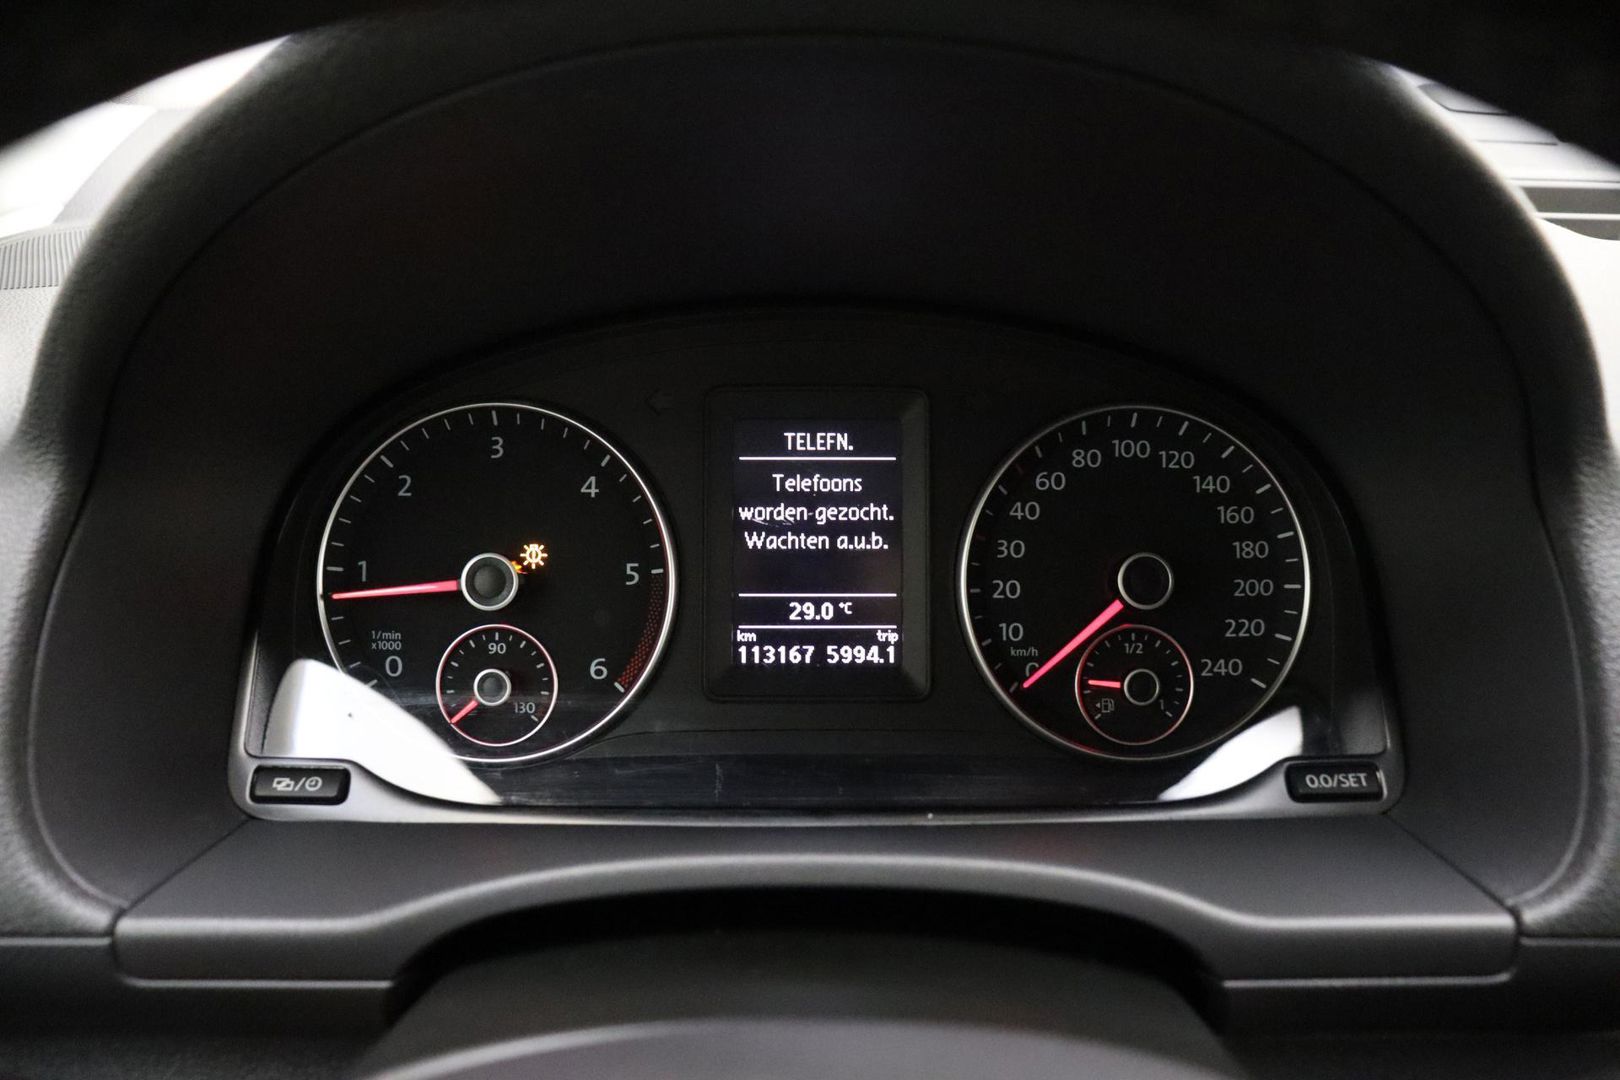 1
2
3
4
5
6
0
1/min
x1000
90
130
TELEFN.
Telefoons
worden gezocht.
Wachten a.u.b.
29.0 °C
km trip
113167 5994.1
0
10
20
30
40
60
80
100
120
140
160
180
200
220
240
km/h
1/2
1
0.0/SET